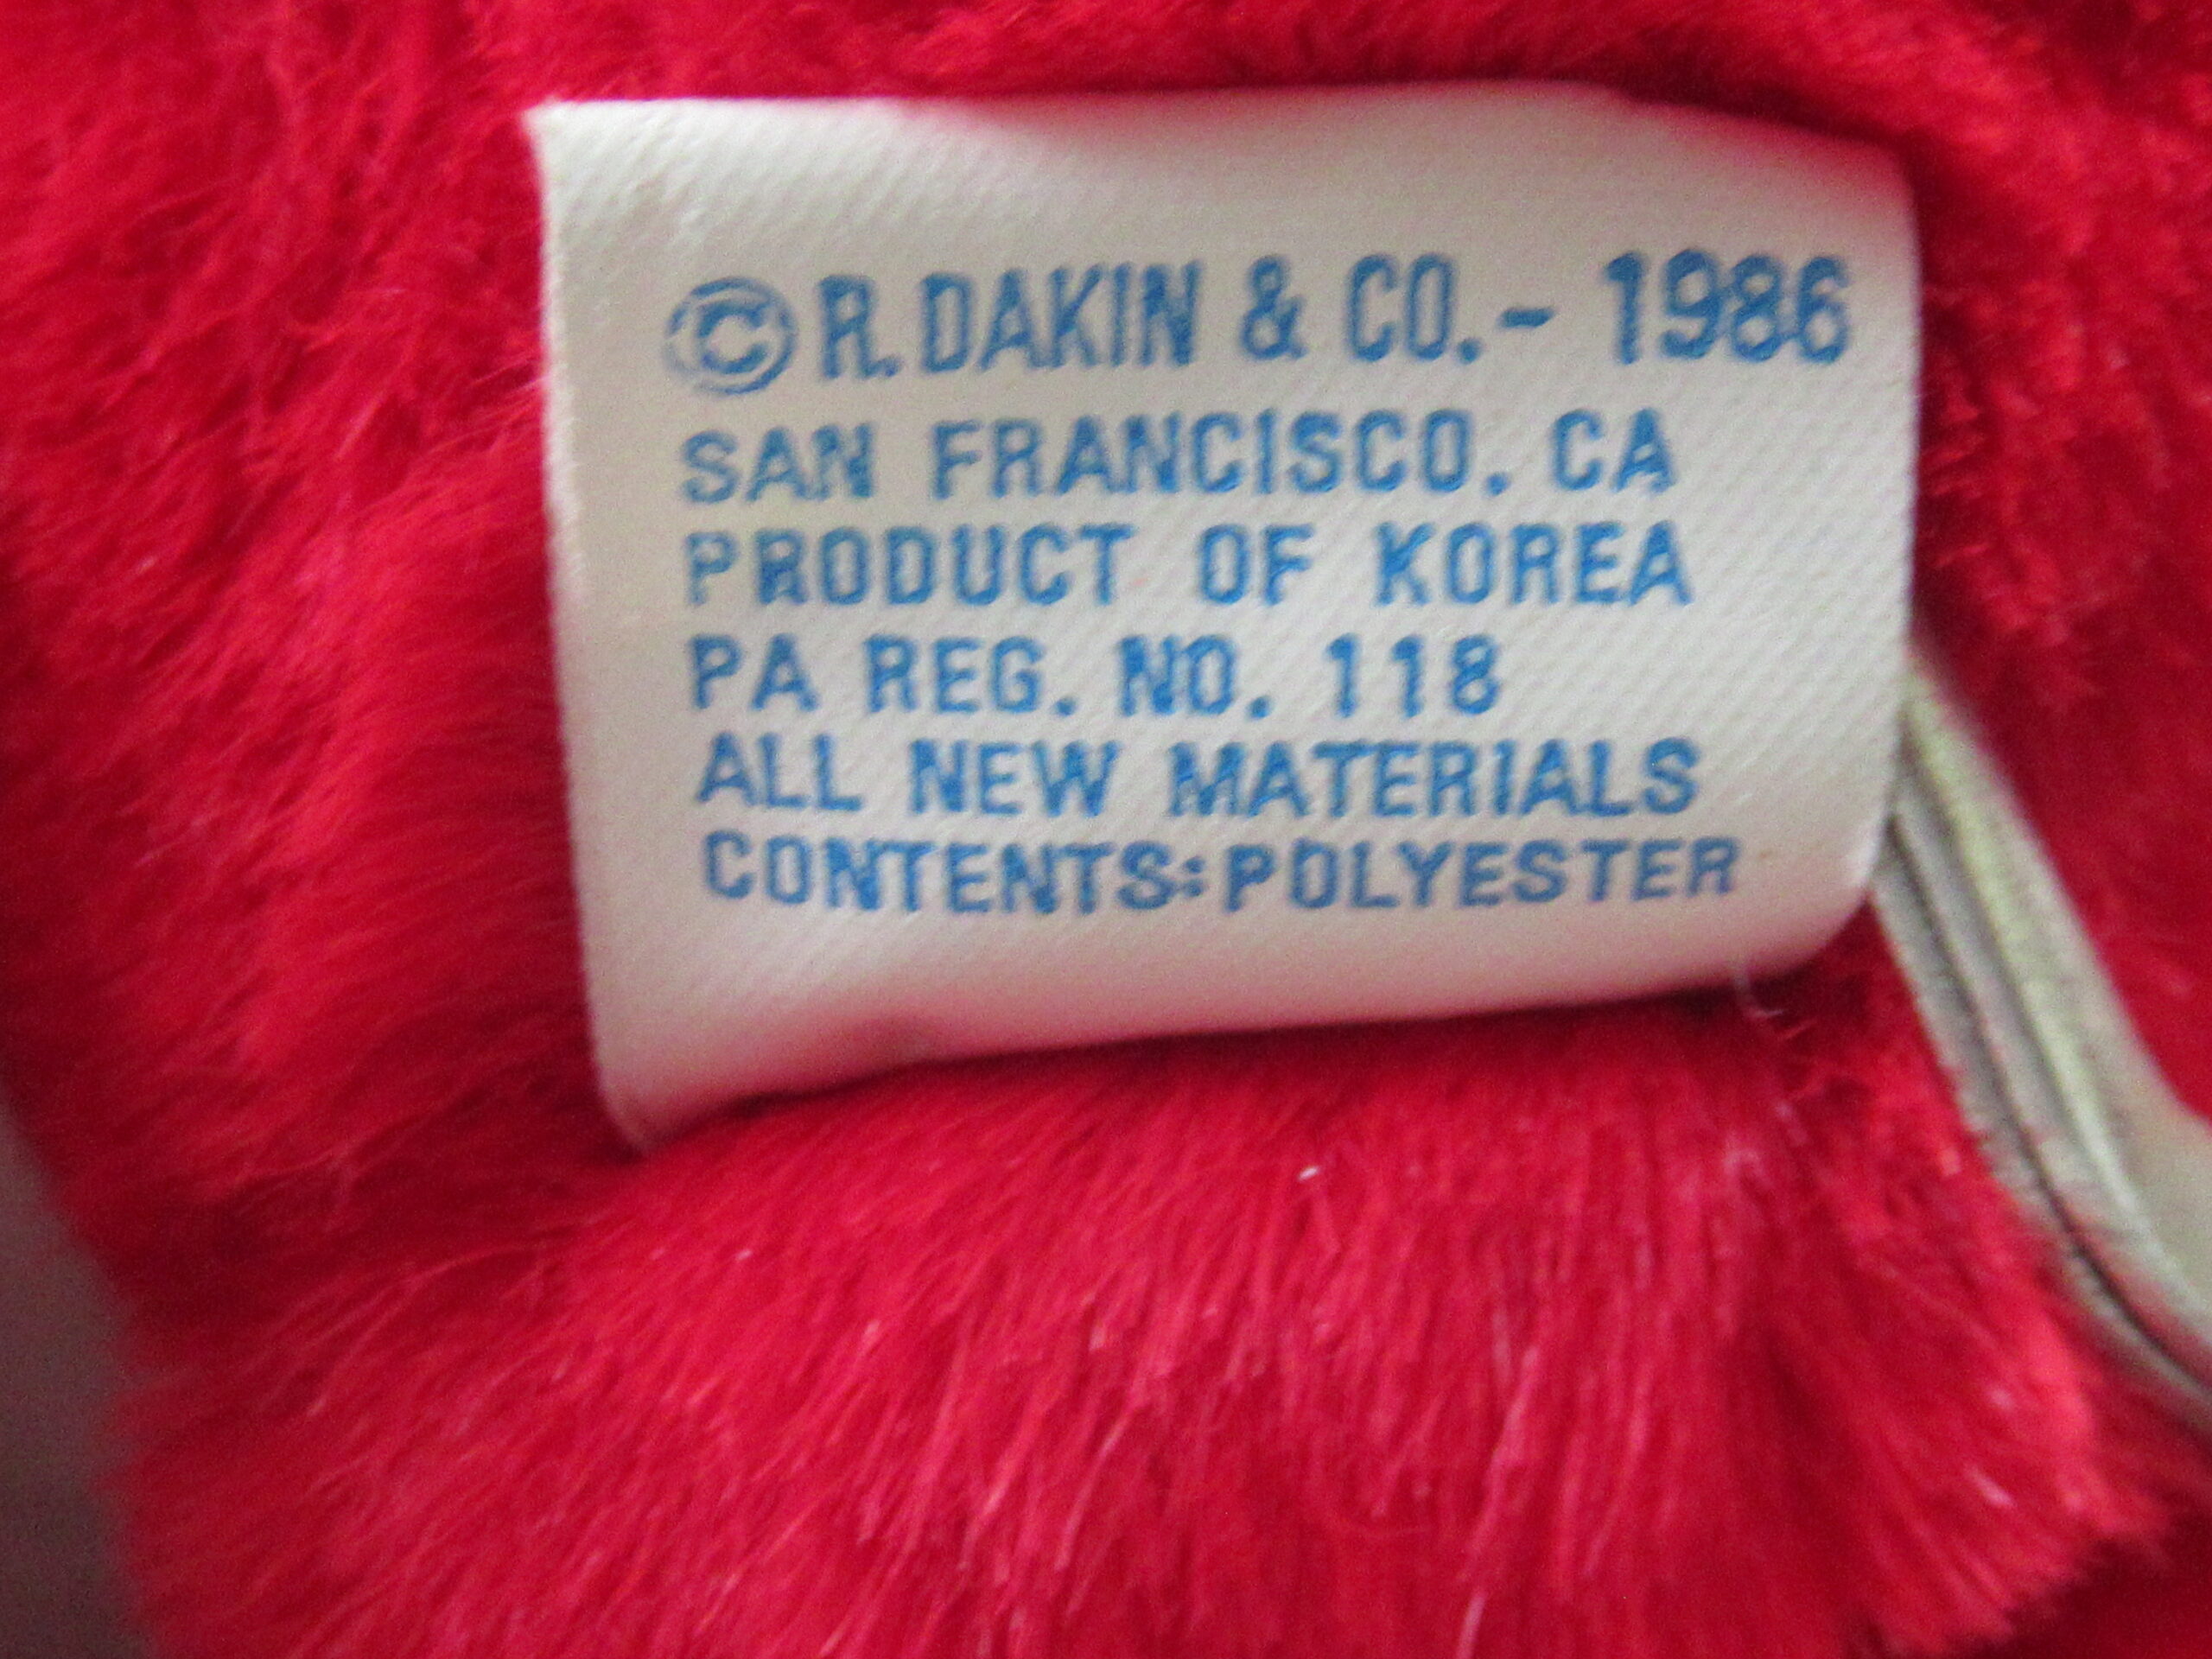 © R. DAKIN & CO. - 1986
SAN FRANCISCO, CA
PRODUCT OF KOREA
PA REG. NO. 118
ALL NEW MATERIALS
CONTENTS: POLYESTER